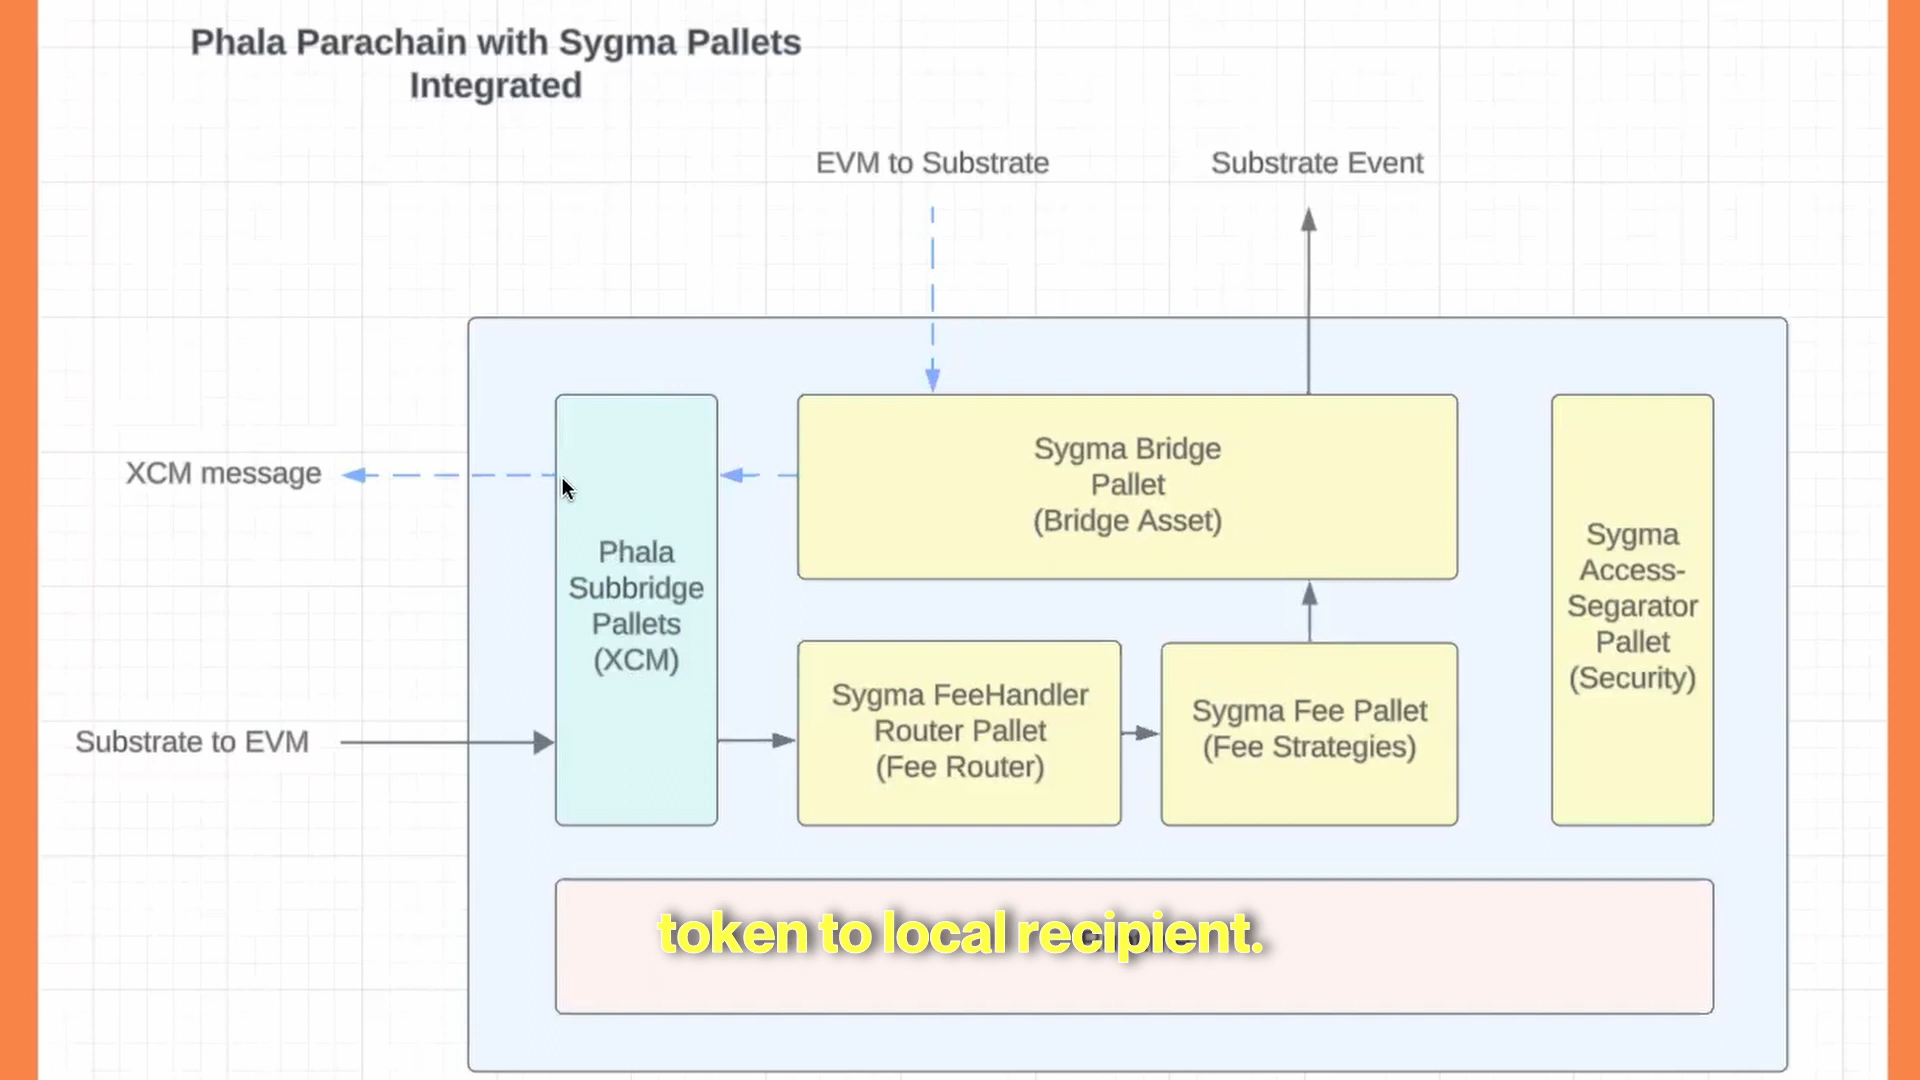 Phala Parachain with Sygma Pallets
Integrated
EVM to Substrate
Substrate Event
XCM message
Sygma Bridge
Pallet
(Bridge Asset)
Phala
Subbridge
Pallets
(XCM)
Sygma
Access-
Segarator
Pallet
(Security)
Substrate to EVM
Sygma FeeHandler
Router Pallet
(Fee Router)
Sygma Fee Pallet
(Fee Strategies)
token to local recipient.